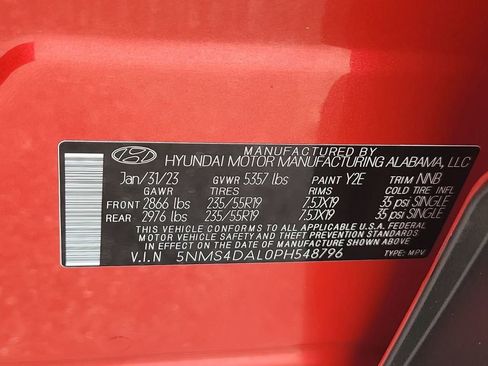 MANUFACTURED BY
HYUNDAI MOTOR MANUFACTURING ALABAMA, LLC
Jan/31/23 GVWR 5357 lbs PAINT Y2E TRIM NNB
GAWR TIRES RIMS COLD TIRE INFL
FRONT 2866 lbs 235/55R19 7.5JX19 35 psi SINGLE
REAR 2976 lbs 235/55R19 7.5JX19 35 psi SINGLE
THIS VEHICLE CONFORMS TO ALL APPLICABLE U.S.A FEDERAL
MOTOR VEHICLE SAFETY AND THEFT PREVENTION STANDARDS
IN EFFECT ON THE DATE OF MANUFACTURE SHOWN ABOVE.
V.I.N 5NMS4DAL0PH548796 TYPE: MPV